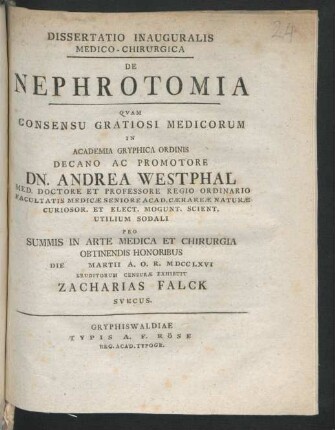 24
DISSERTATIO INAUGURALIS
MEDICO-CHIRURGICA
DE
NEPHROTOMIA
QVAM
CONSENSU GRATIOSI MEDICORUM
IN
ACADEMIA GRYPHICA ORDINIS
DECANO AC PROMOTORE
DN. ANDREA WESTPHAL
MED. DOCTORE ET PROFESSORE REGIO ORDINARIO
FACULTATIS MEDICÆ SENIORE ACAD. CÆSAREÆ NATURÆ
CURIOSOR. ET ELECT. MOGUNT. SCIENT.
UTILIUM SODALI
PRO
SUMMIS IN ARTE MEDICA ET CHIRURGIA
OBTINENDIS HONORIBUS
DIE MARTII A. O. R. MDCCLXVI
ERUDITORUM CENSURÆ EXHIBUIT
ZACHARIAS FALCK
SVECUS.
GRYPHISWALDIAE
TYPIS A. F. RÖSE
REG. ACAD. TYPOGR.